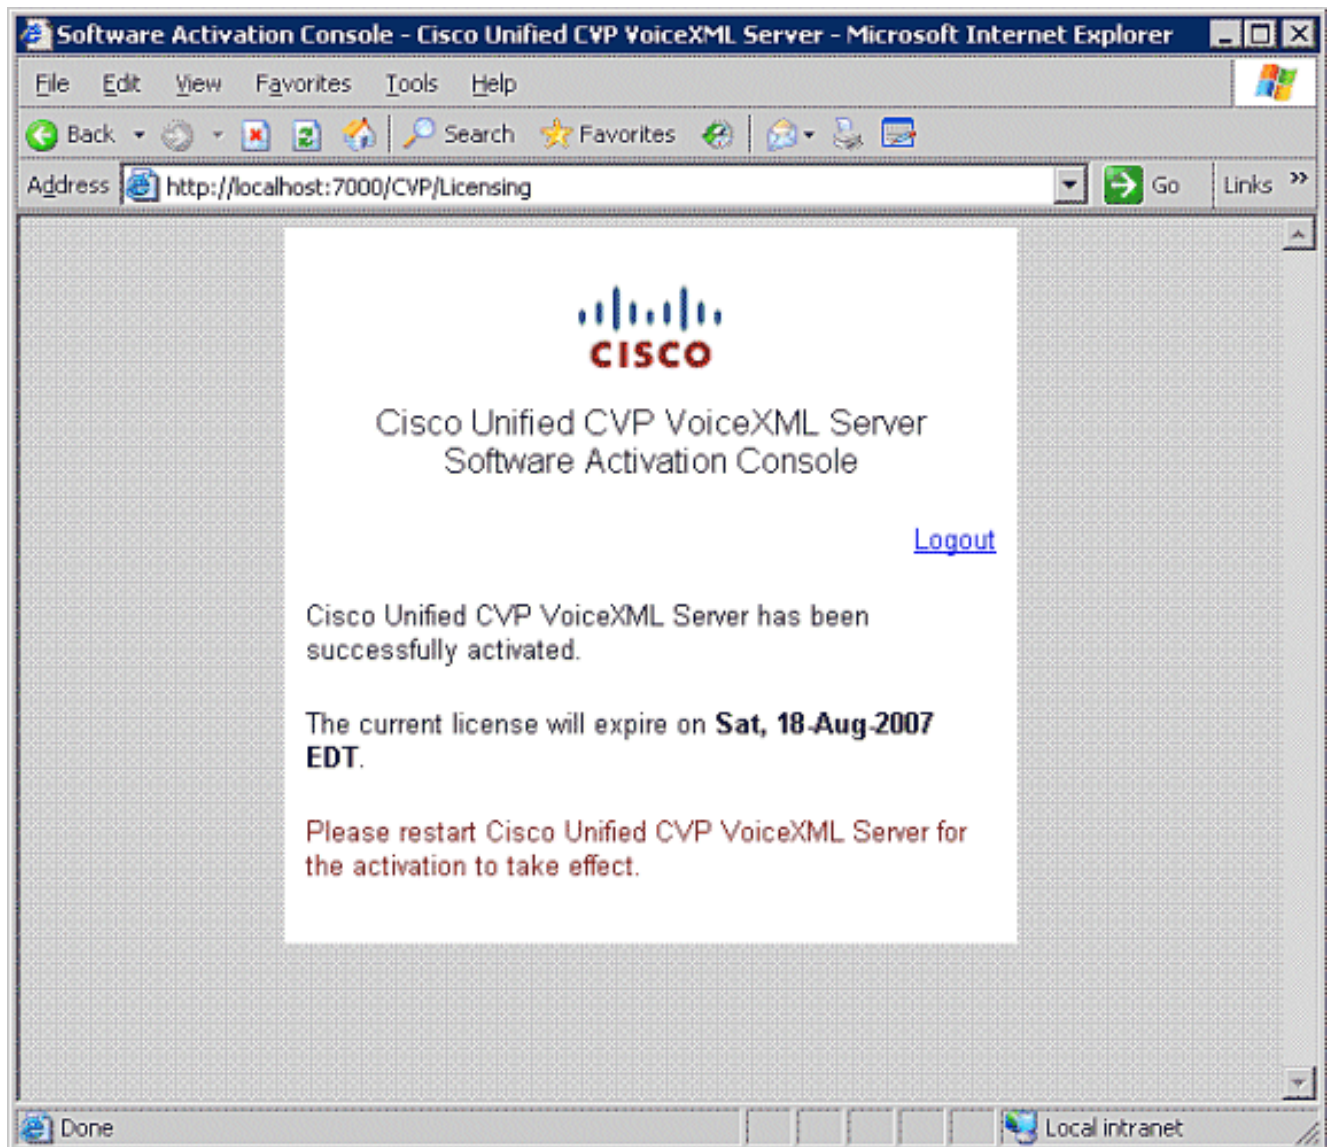 Software Activation Console - Cisco Unified CVP VoiceXML Server - Microsoft Internet Explorer
File Edit View Favorites Tools Help
Back Search Favorites
Address http://localhost:7000/CVP/Licensing Go Links »
CISCO
Cisco Unified CVP VoiceXML Server
Software Activation Console
Logout
Cisco Unified CVP VoiceXML Server has been
successfully activated.
The current license will expire on Sat, 18-Aug-2007
EDT.
Please restart Cisco Unified CVP VoiceXML Server for
the activation to take effect.
Done Local intranet